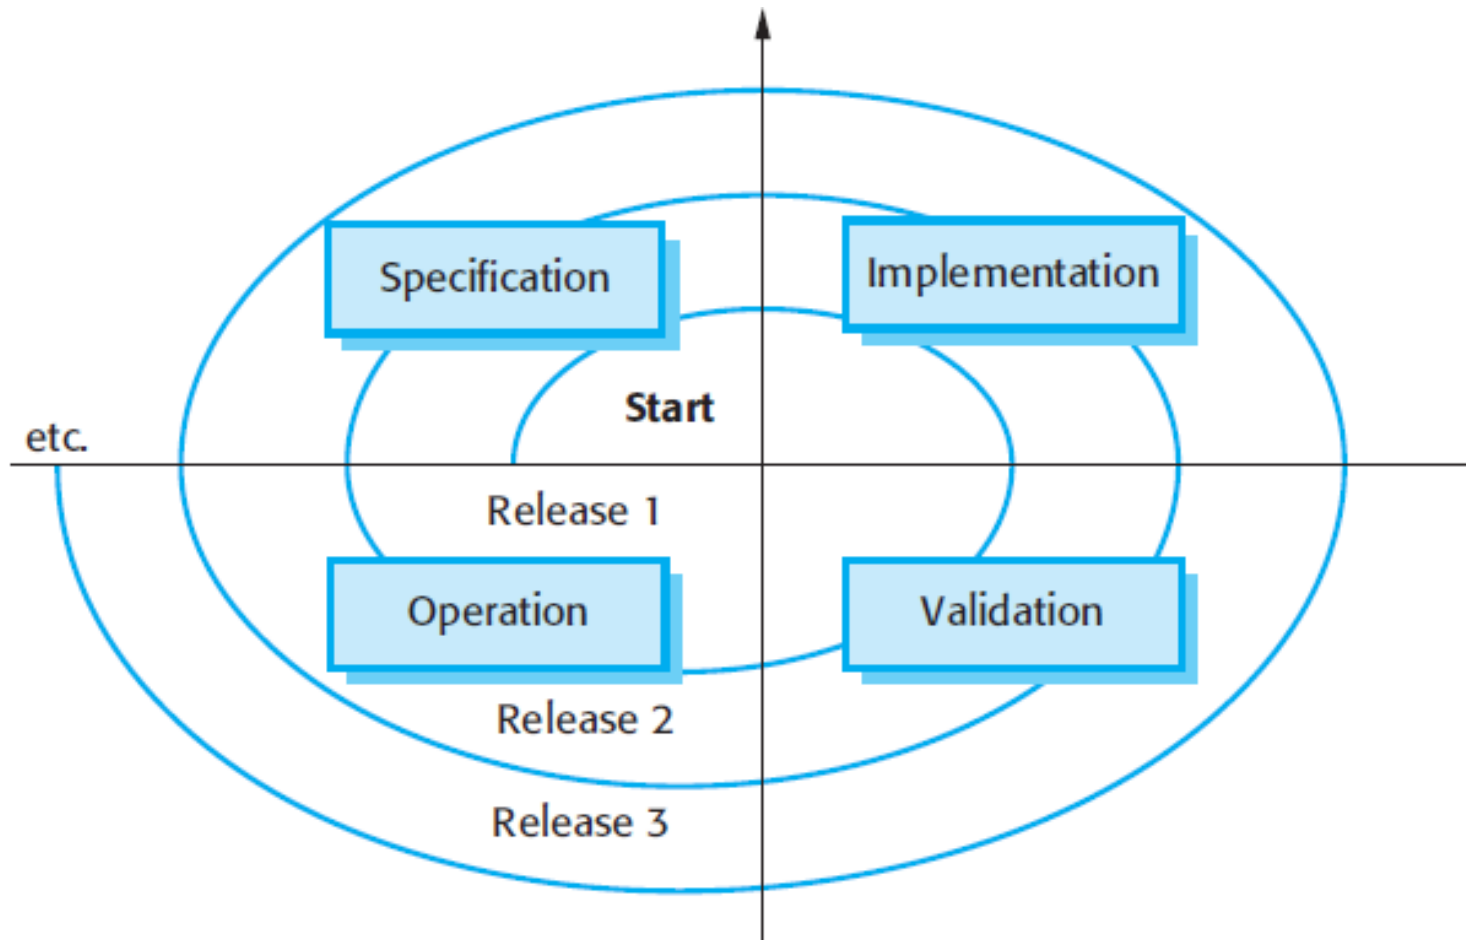 Specification
Implementation
Start
etc.
Release 1
Operation
Validation
Release 2
Release 3